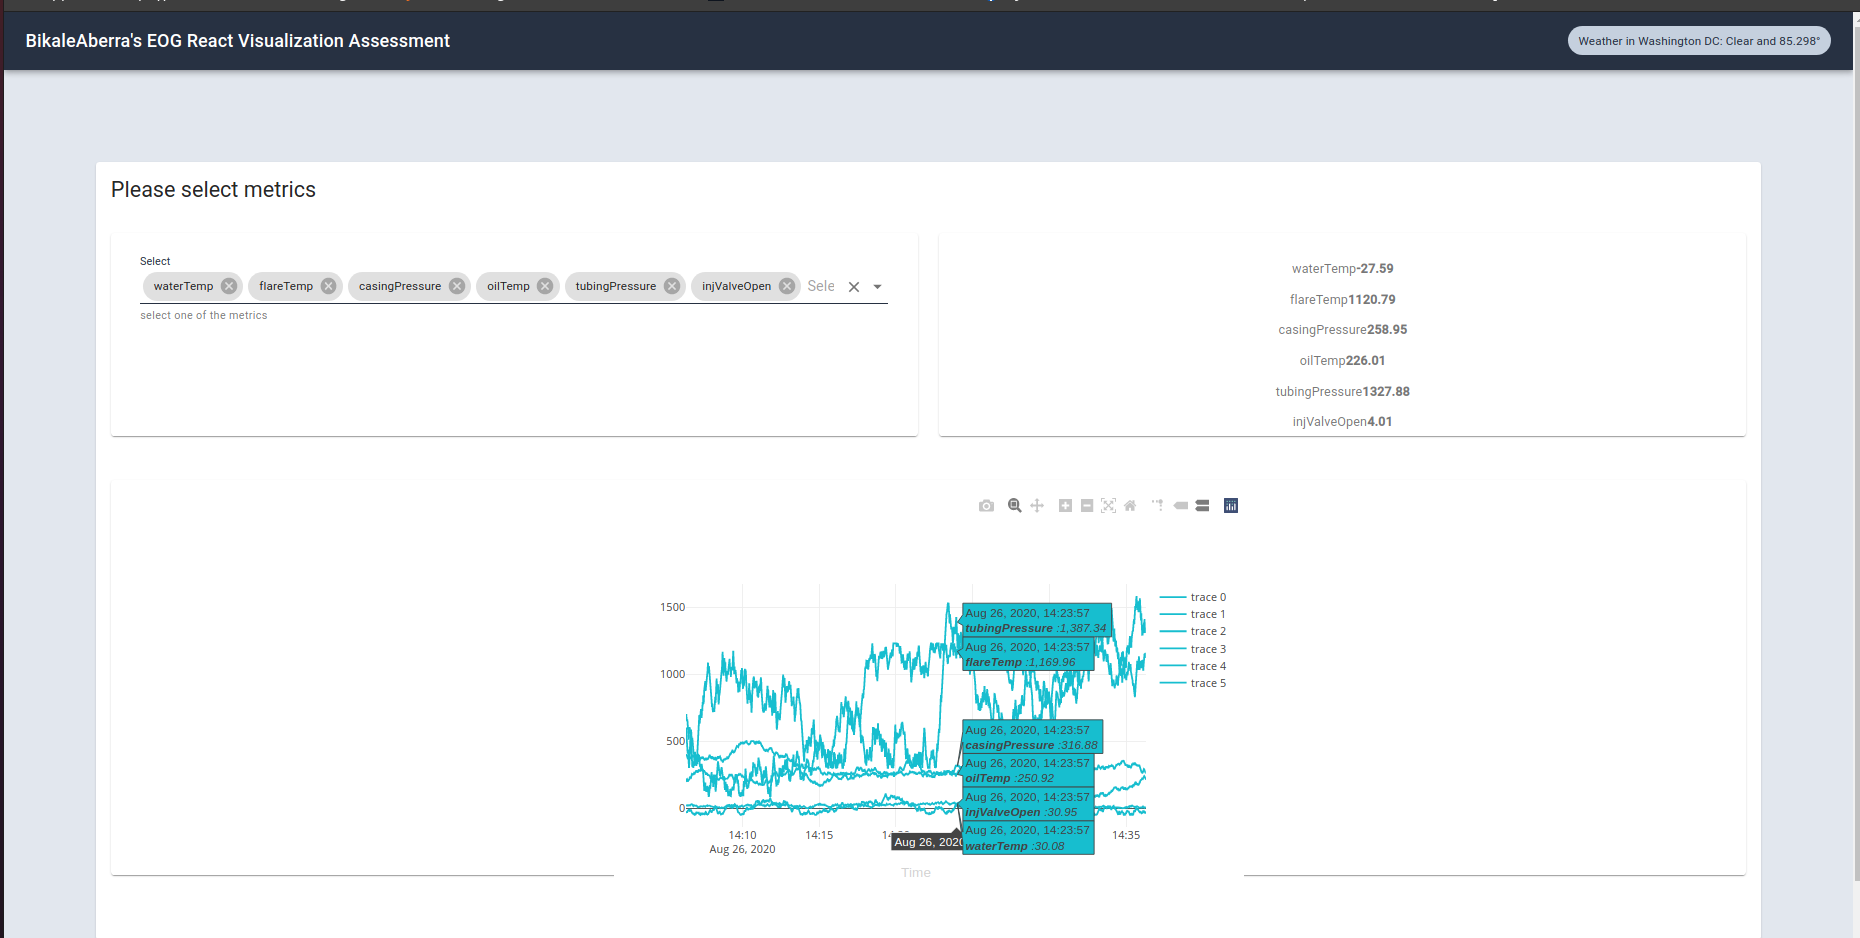 BikaleAberra's EOG React Visualization Assessment
Weather in Washington DC: Clear and 85.298°
Please select metrics
Select
waterTemp flareTemp casingPressure oilTemp tubingPressure injValveOpen Sele
select one of the metrics
waterTemp-27.59
flareTemp1120.79
casingPressure258.95
oilTemp226.01
tubingPressure1327.88
injValveOpen4.01
1500
1000
500
0
Aug 26, 2020, 14:23:57
tubingPressure :1,387.34
Aug 26, 2020, 14:23:57
flareTemp :1,169.96
Aug 26, 2020, 14:23:57
casingPressure :316.88
Aug 26, 2020, 14:23:57
oilTemp :250.92
Aug 26, 2020, 14:23:57
injValveOpen :30.95
Aug 26, 2020, 14:23:57
waterTemp :30.08
trace 0
trace 1
trace 2
trace 3
trace 4
trace 5
14:10 14:15 14:35
Aug 26, 2020
Aug 26, 2020
Time